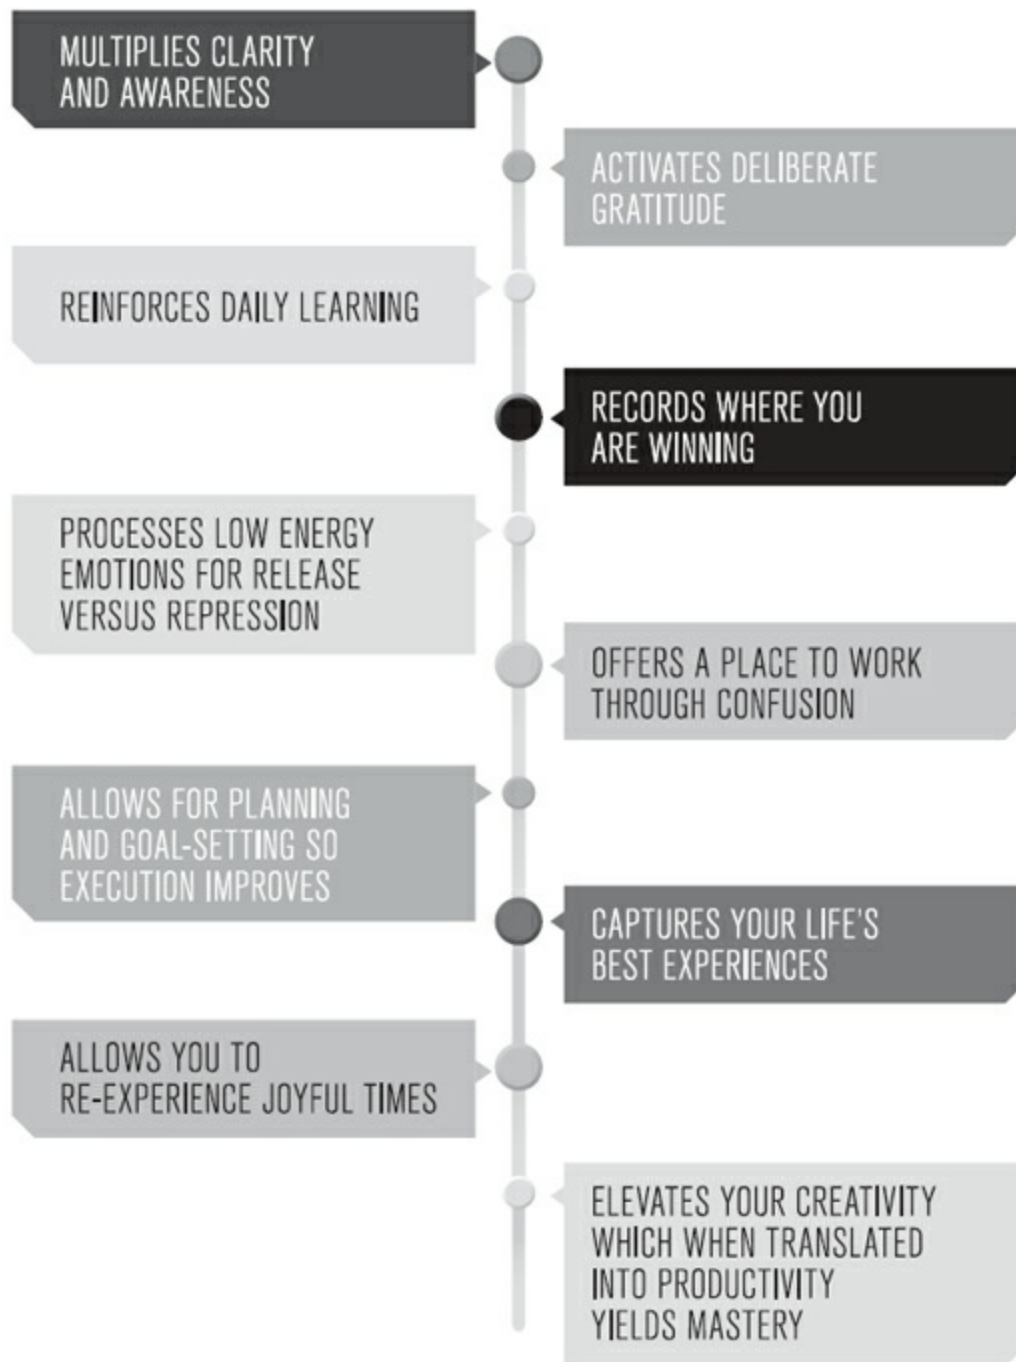 MULTIPLIES CLARITY
AND AWARENESS
ACTIVATES DELIBERATE
GRATITUDE
REINFORCES DAILY LEARNING
RECORDS WHERE YOU
ARE WINNING
PROCESSES LOW ENERGY
EMOTIONS FOR RELEASE
VERSUS REPRESSION
OFFERS A PLACE TO WORK
THROUGH CONFUSION
ALLOWS FOR PLANNING
AND GOAL-SETTING SO
EXECUTION IMPROVES
CAPTURES YOUR LIFE'S
BEST EXPERIENCES
ALLOWS YOU TO
RE-EXPERIENCE JOYFUL TIMES
ELEVATES YOUR CREATIVITY
WHICH WHEN TRANSLATED
INTO PRODUCTIVITY
YIELDS MASTERY